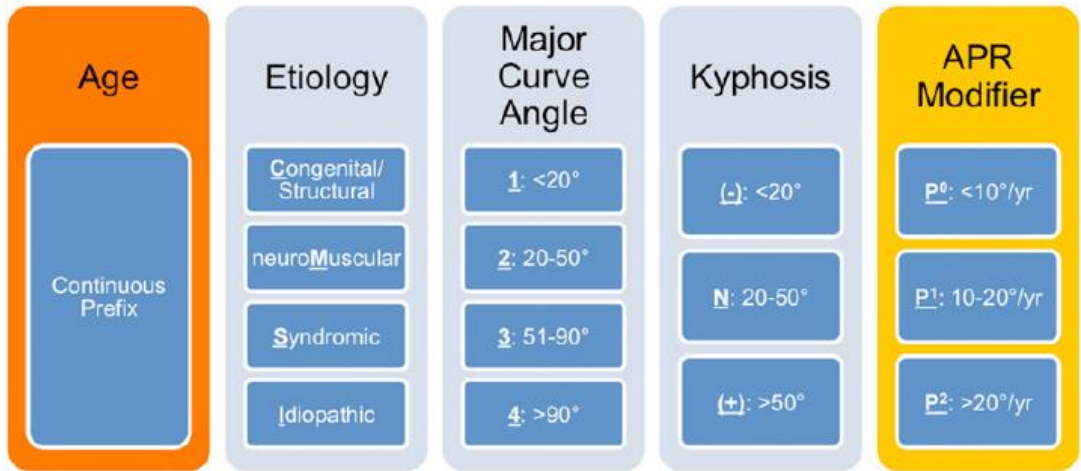 Age
Continuous
Prefix
Etiology
Congenital/
Structural
neuroMuscular
Syndromic
Idiopathic
Major
Curve
Angle
1: <20°
2: 20-50°
3: 51-90°
4: >90°
Kyphosis
(-): <20°
N: 20-50°
(+): >50°
APR
Modifier
P⁰: <10°/yr
P¹: 10-20°/yr
P²: >20°/yr